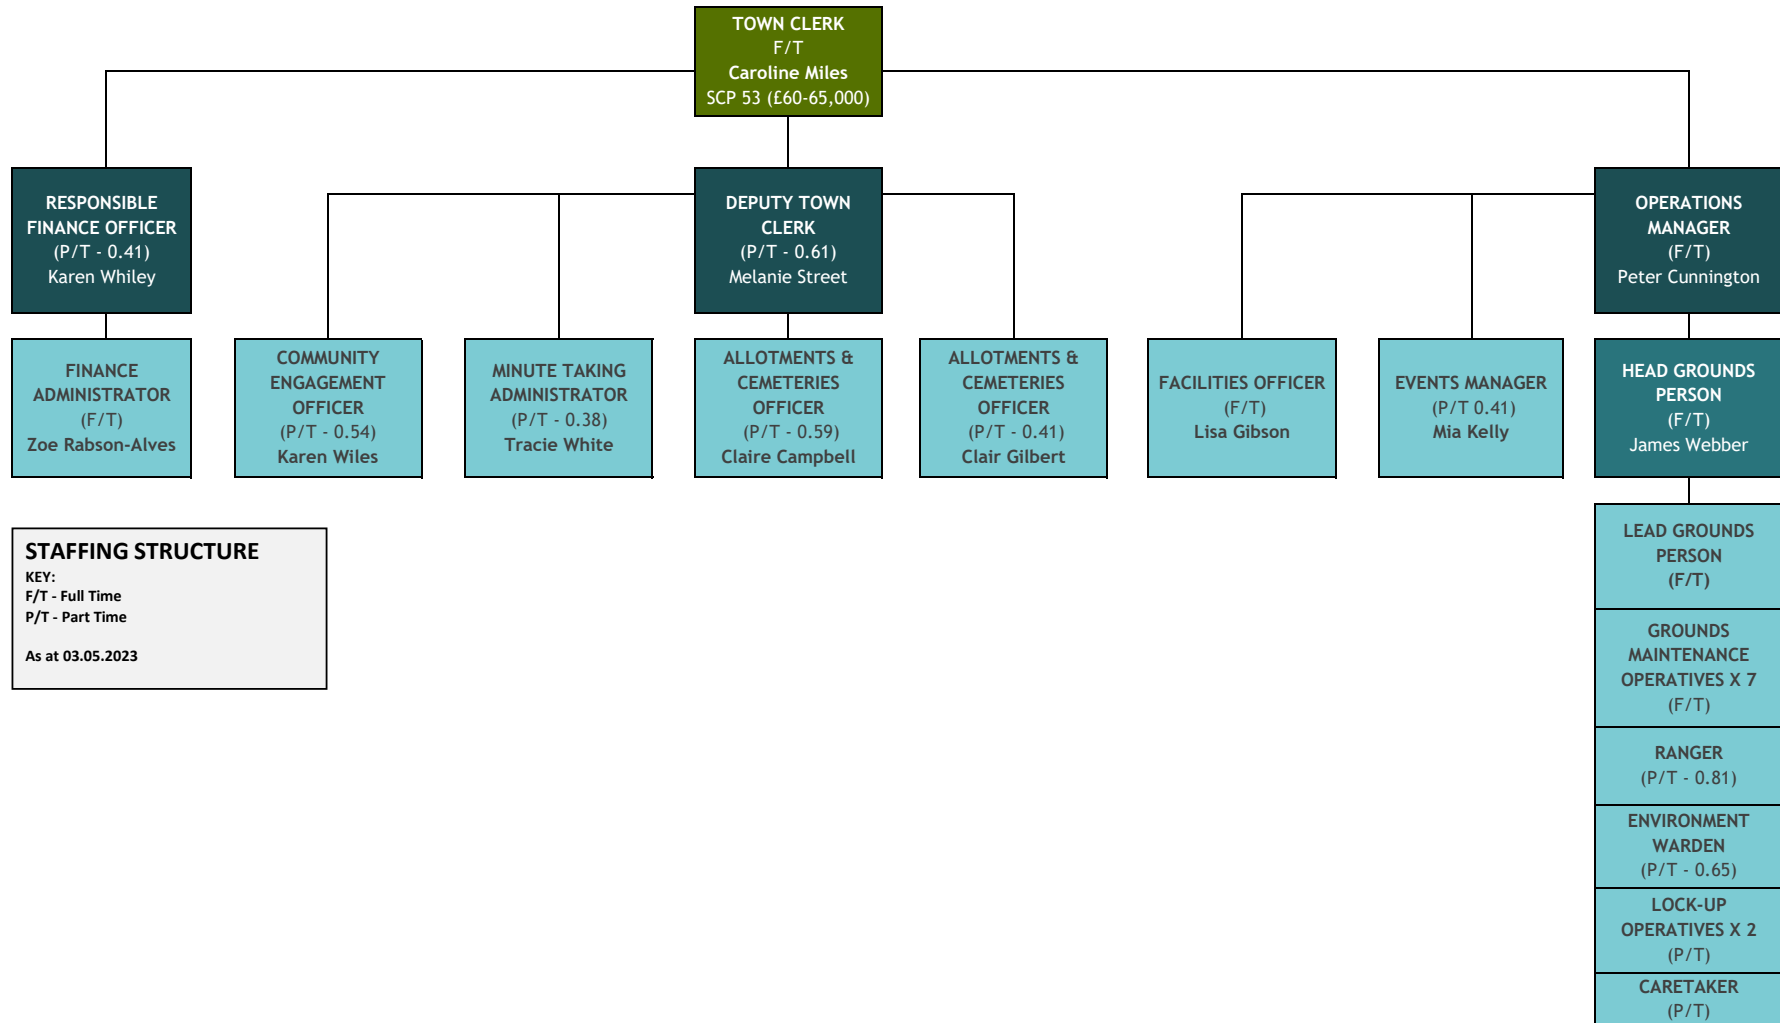 TOWN CLERK
F/T
Caroline Miles
SCP 53 (£60-65,000)
RESPONSIBLE
FINANCE OFFICER
(P/T - 0.41)
Karen Whiley
DEPUTY TOWN
CLERK
(P/T - 0.61)
Melanie Street
OPERATIONS
MANAGER
(F/T)
Peter Cunnington
FINANCE
ADMINISTRATOR
(F/T)
Zoe Rabson-Alves
COMMUNITY
ENGAGEMENT
OFFICER
(P/T - 0.54)
Karen Wiles
MINUTE TAKING
ADMINISTRATOR
(P/T - 0.38)
Tracie White
ALLOTMENTS &
CEMETERIES
OFFICER
(P/T - 0.59)
Claire Campbell
ALLOTMENTS &
CEMETERIES
OFFICER
(P/T - 0.41)
Clair Gilbert
FACILITIES OFFICER
(F/T)
Lisa Gibson
EVENTS MANAGER
(P/T 0.41)
Mia Kelly
HEAD GROUNDS
PERSON
(F/T)
James Webber
STAFFING STRUCTURE
KEY:
F/T - Full Time
P/T - Part Time
As at 03.05.2023
LEAD GROUNDS
PERSON
(F/T)
GROUNDS
MAINTENANCE
OPERATIVES X 7
(F/T)
RANGER
(P/T - 0.81)
ENVIRONMENT
WARDEN
(P/T - 0.65)
LOCK-UP
OPERATIVES X 2
(P/T)
CARETAKER
(P/T)